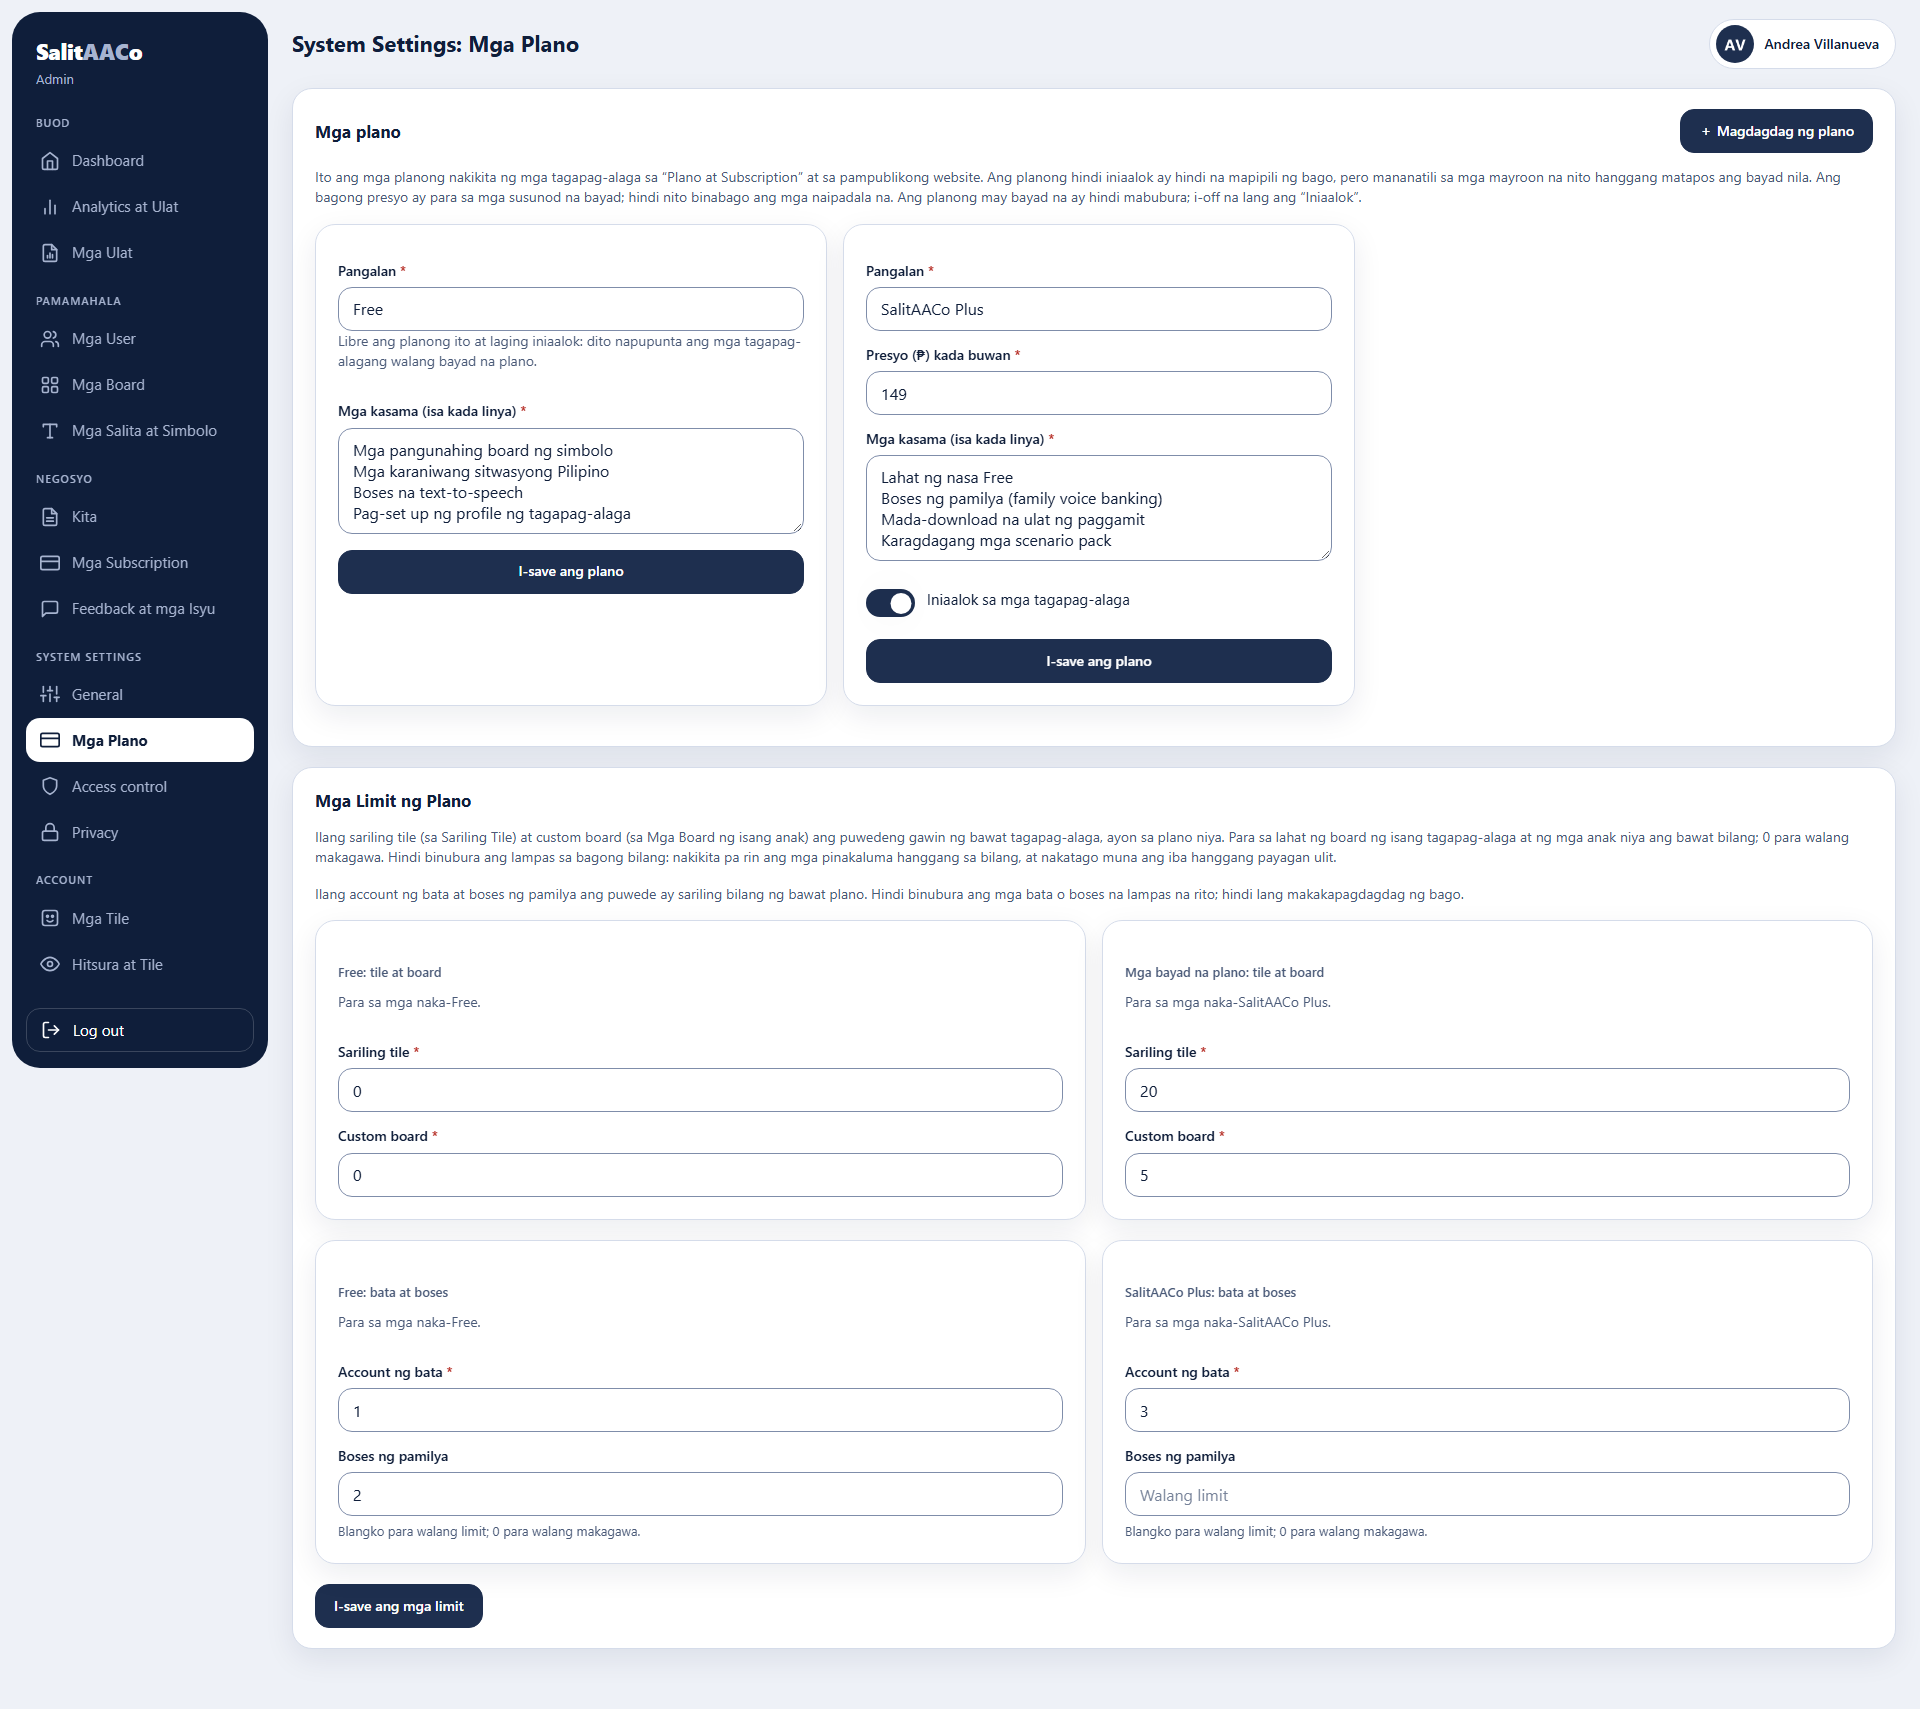 SalitAACo
Admin
BUOD
Dashboard
Analytics at Ulat
Mga Ulat
PAMAMAHALA
Mga User
Mga Board
Mga Salita at Simbolo
NEGOSYO
Kita
Mga Subscription
Feedback at mga Isyu
SYSTEM SETTINGS
General
Mga Plano
Access control
Privacy
ACCOUNT
Mga Tile
Hitsura at Tile
Log out
System Settings: Mga Plano
AV Andrea Villanueva
Mga plano
+ Magdagdag ng plano
Ito ang mga planong nakikita ng mga tagapag-alaga sa “Plano at Subscription” at sa pampublikong website. Ang planong hindi iniaalok ay hindi na mapipili ng bago, pero mananatili sa mga mayroon na nito hanggang matapos ang bayad nila. Ang
bagong presyo ay para sa mga susunod na bayad; hindi nito binabago ang mga naipadala na. Ang planong may bayad na ay hindi mabubura; i-off na lang ang “Iniaalok”.
Pangalan *
Free
Libre ang planong ito at laging iniaalok: dito napupunta ang mga tagapag-
alagang walang bayad na plano.
Mga kasama (isa kada linya) *
Mga pangunahing board ng simbolo
Mga karaniwang sitwasyong Pilipino
Boses na text-to-speech
Pag-set up ng profile ng tagapag-alaga
I-save ang plano
Pangalan *
SalitAACo Plus
Presyo (₱) kada buwan *
149
Mga kasama (isa kada linya) *
Lahat ng nasa Free
Boses ng pamilya (family voice banking)
Mada-download na ulat ng paggamit
Karagdagang mga scenario pack
Iniaalok sa mga tagapag-alaga
I-save ang plano
Mga Limit ng Plano
Ilang sariling tile (sa Sariling Tile) at custom board (sa Mga Board ng isang anak) ang puwedeng gawin ng bawat tagapag-alaga, ayon sa plano niya. Para sa lahat ng board ng isang tagapag-alaga at ng mga anak niya ang bawat bilang; 0 para walang
makagawa. Hindi binubura ang lampas sa bagong bilang: nakikita pa rin ang mga pinakaluma hanggang sa bilang, at nakatago muna ang iba hanggang payagan ulit.
Ilang account ng bata at boses ng pamilya ang puwede ay sariling bilang ng bawat plano. Hindi binubura ang mga bata o boses na lampas na rito; hindi lang makakapagdagdag ng bago.
Free: tile at board
Para sa mga naka-Free.
Sariling tile *
0
Custom board *
0
Mga bayad na plano: tile at board
Para sa mga naka-SalitAACo Plus.
Sariling tile *
20
Custom board *
5
Free: bata at boses
Para sa mga naka-Free.
Account ng bata *
1
Boses ng pamilya
2
Blangko para walang limit; 0 para walang makagawa.
SalitAACo Plus: bata at boses
Para sa mga naka-SalitAACo Plus.
Account ng bata *
3
Boses ng pamilya
Walang limit
Blangko para walang limit; 0 para walang makagawa.
I-save ang mga limit